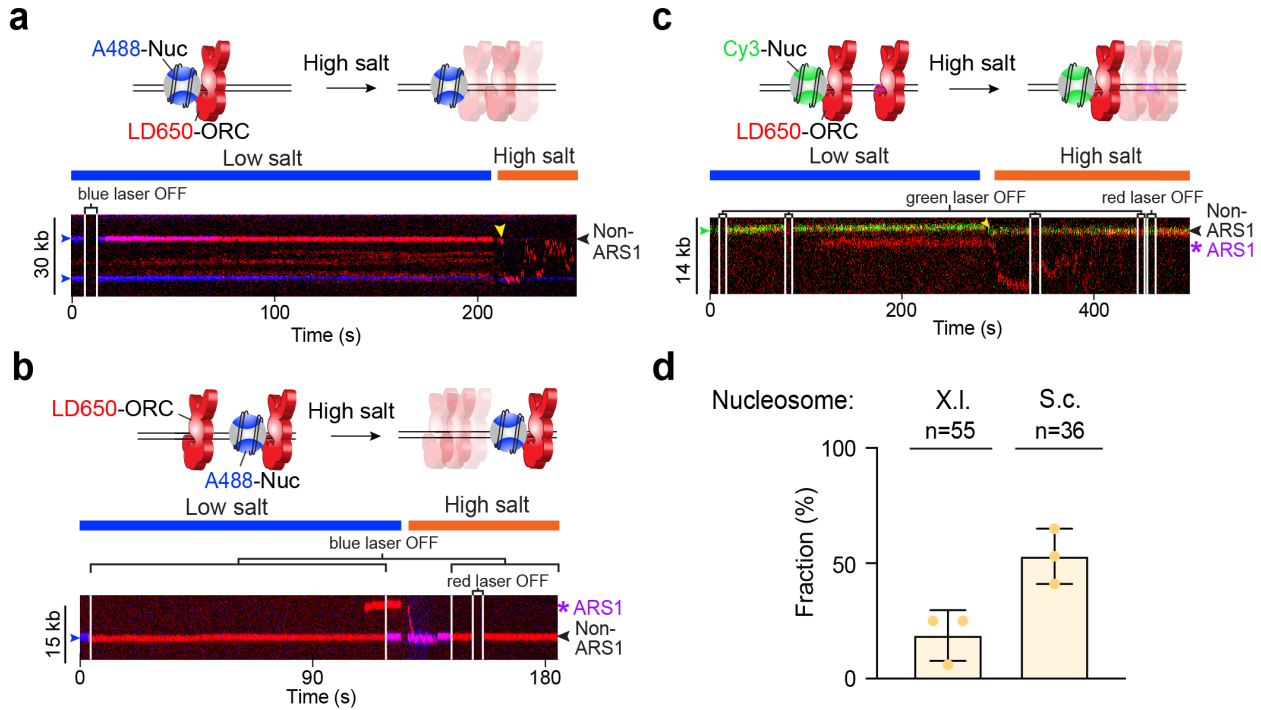 a
A488-Nuc
High salt
LD650-ORC
Low salt
High salt
blue laser OFF
30 kb
Non-
ARS1
0
100
200
Time (s)
b
LD650-ORC
High salt
A488-Nuc
Low salt
High salt
blue laser OFF
red laser OFF
15 kb
* ARS1
Non-
ARS1
0
90
180
Time (s)
c
Cy3-Nuc
High salt
LD650-ORC
Low salt
High salt
green laser OFF
red laser OFF
14 kb
Non-
ARS1
* ARS1
0
200
400
Time (s)
d
Nucleosome:
X.l.
S.c.
n=55
n=36
Fraction (%)
100
50
0